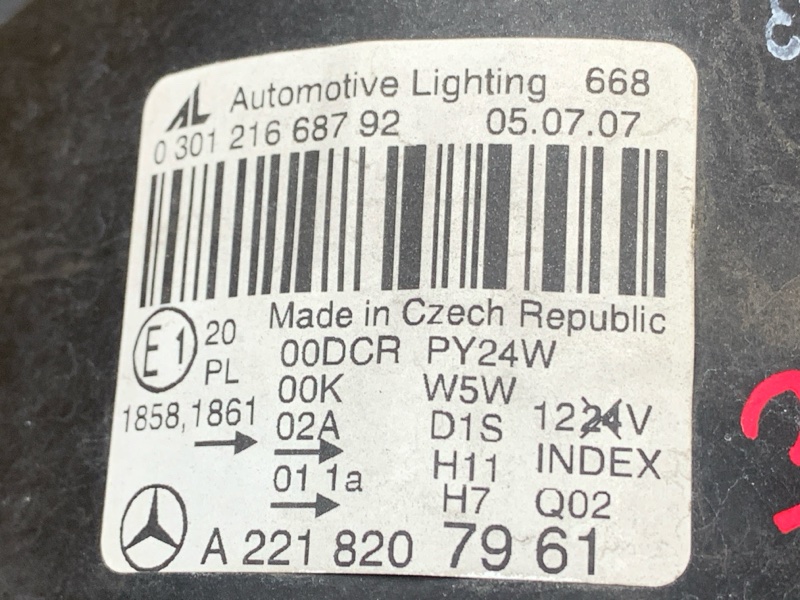 AL Automotive Lighting 668
0 301 216 687 92 05.07.07
Made in Czech Republic
E1 20 00DCR PY24W
PL 00K W5W
1858, 1861 02A D1S 1224V
01 1a H11 INDEX
H7 Q02
A 221 820 79 61